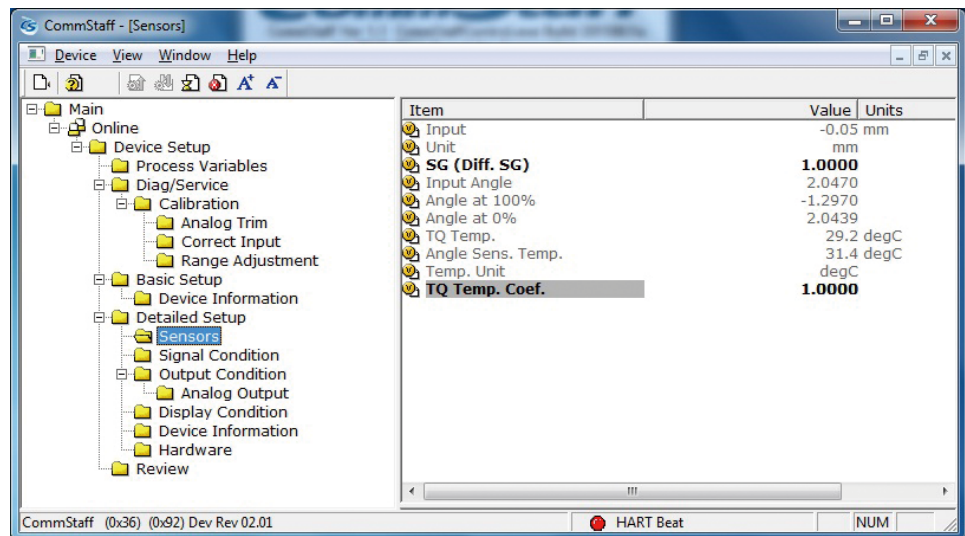 CommStaff - [Sensors]
Device View Window Help
Main
Online
Device Setup
Process Variables
Diag/Service
Calibration
Analog Trim
Correct Input
Range Adjustment
Basic Setup
Device Information
Detailed Setup
Sensors
Signal Condition
Output Condition
Analog Output
Display Condition
Device Information
Hardware
Review
Item Value Units
Input -0.05 mm
Unit mm
SG (Diff. SG) 1.0000
Input Angle 2.0470
Angle at 100% -1.2970
Angle at 0% 2.0439
TQ Temp. 29.2 degC
Angle Sens. Temp. 31.4 degC
Temp. Unit degC
TQ Temp. Coef. 1.0000
CommStaff (0x36) (0x92) Dev Rev 02.01 HART Beat NUM